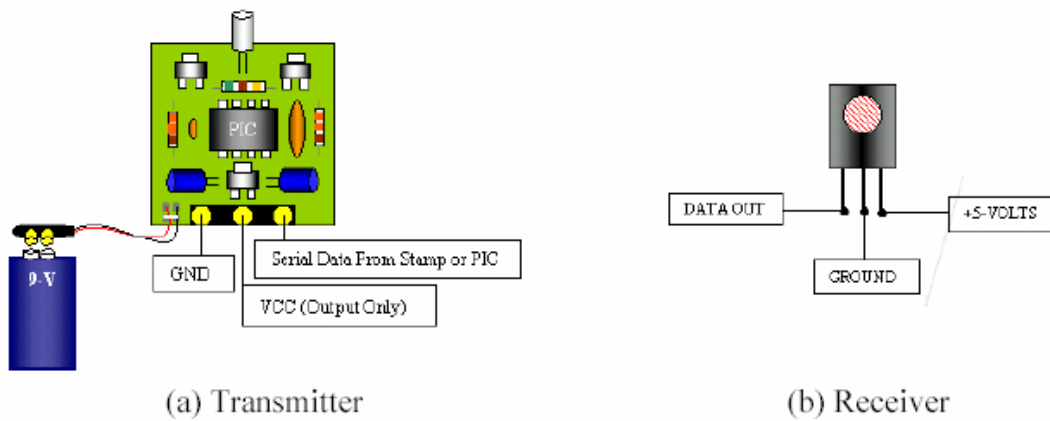 PIC
9-V
GND
Serial Data From Stamp or PIC
VCC (Output Only)
(a) Transmitter
DATA OUT
+5-VOLTS
GROUND
(b) Receiver